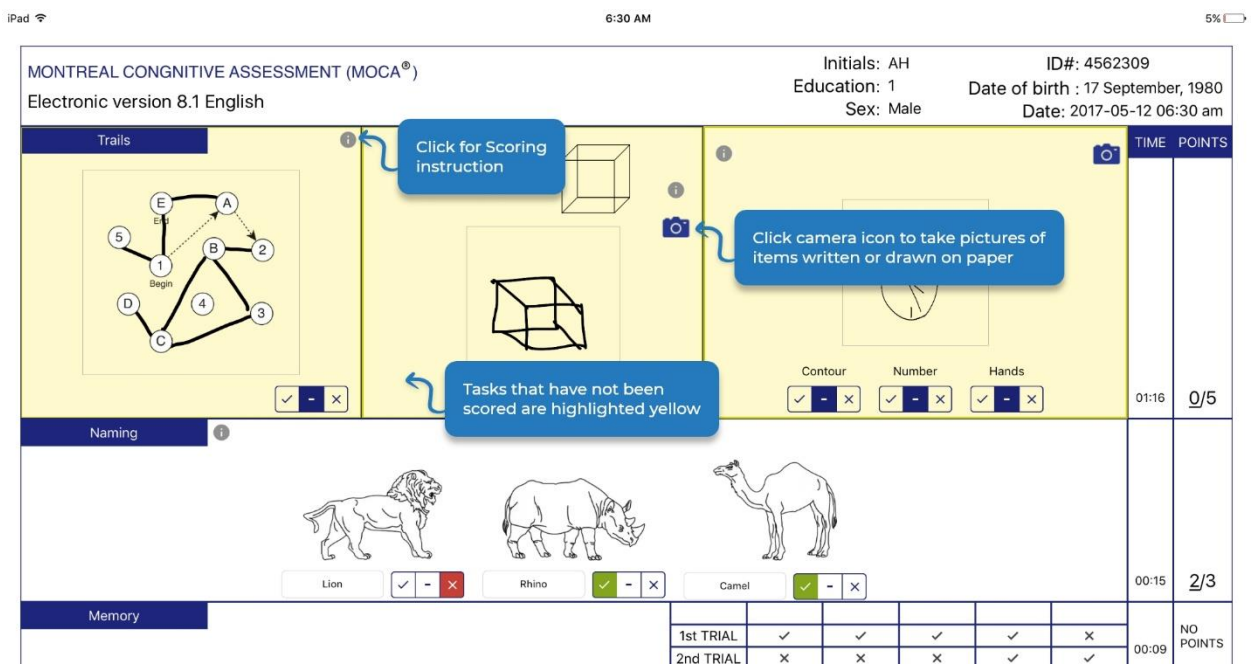 iPad
6:30 AM
5%
MONTREAL CONGNITIVE ASSESSMENT (MOCA®)
Electronic version 8.1 English
Initials: AH
Education: 1
Sex: Male
ID#: 4562309
Date of birth : 17 September, 1980
Date: 2017-05-12 06:30 am
Trails
Click for Scoring
instruction
TIME POINTS
E
End
A
5
B
2
1
Begin
D
4
3
C
Click camera icon to take pictures of
items written or drawn on paper
Tasks that have not been
scored are highlighted yellow
Contour Number Hands
✓ - ×
✓ - × ✓ - × ✓ - ×
01:16 0/5
Naming
Lion ✓ - × Rhino ✓ - × Camel ✓ - ×
00:15 2/3
Memory
1st TRIAL ✓ ✓ ✓ ✓ ×
2nd TRIAL × × × ✓ ✓
00:09
NO
POINTS